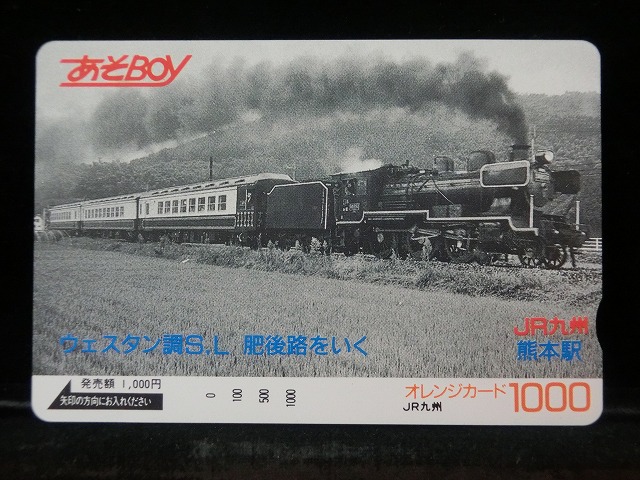 あそBOY
ウェスタン調S.L 肥後路をいく
JR九州
熊本駅
発売額 1,000円
矢印の方向にお入れください
0 100 500 1000
オレンジカード 1000
JR九州